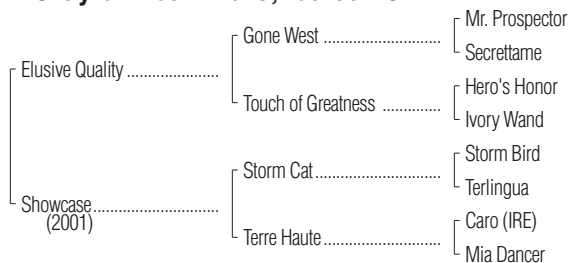 Mr. Prospector
Gone West
Secrettame
Elusive Quality
Hero's Honor
Touch of Greatness
Ivory Wand
Storm Bird
Storm Cat
Terlingua
Showcase
(2001)
Caro (IRE)
Terre Haute
Mia Dancer